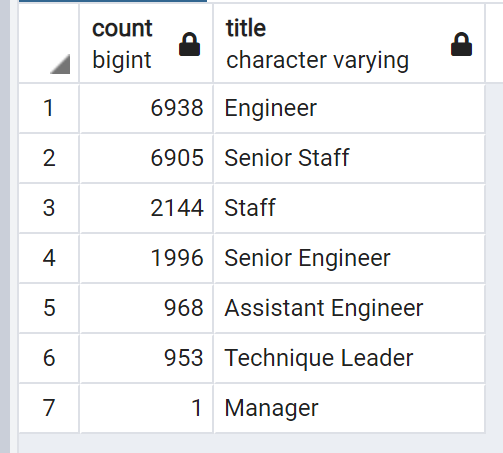 count title
bigint character varying
1 6938 Engineer
2 6905 Senior Staff
3 2144 Staff
4 1996 Senior Engineer
5 968 Assistant Engineer
6 953 Technique Leader
7 1 Manager